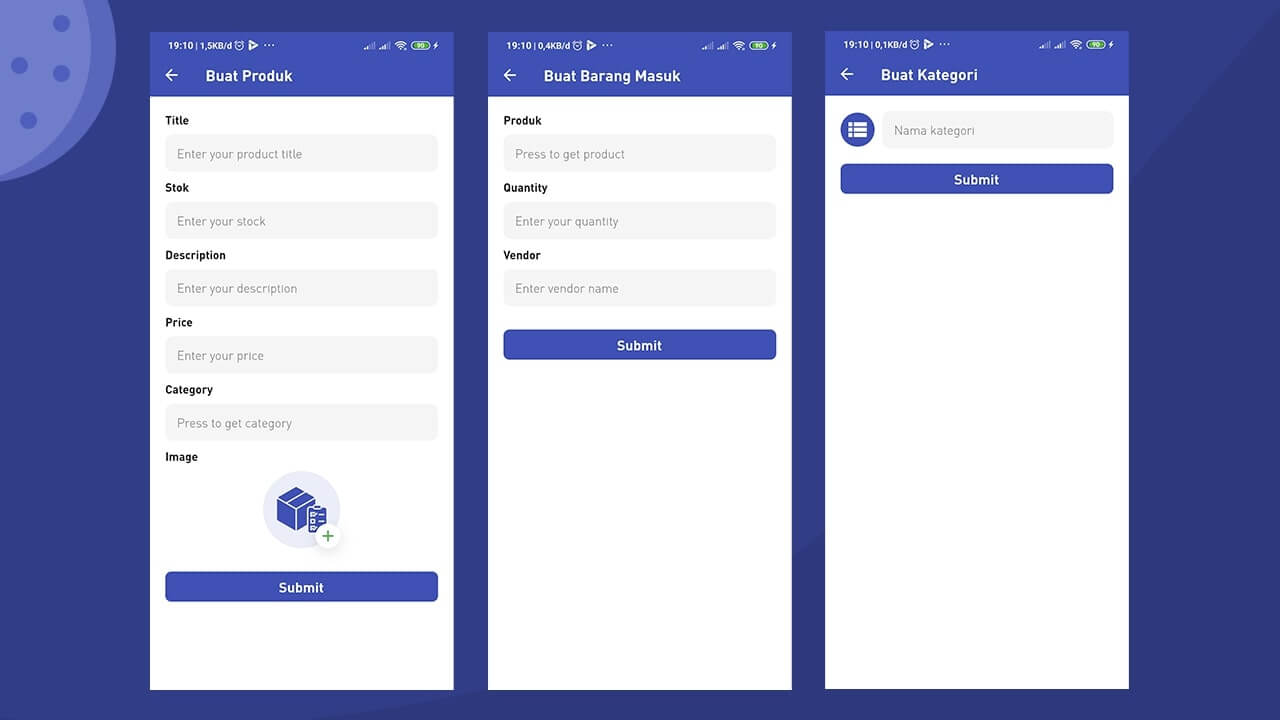 19:10 | 1,5KB/d ... 90
Buat Produk
Title
Enter your product title
Stok
Enter your stock
Description
Enter your description
Price
Enter your price
Category
Press to get category
Image
Submit
19:10 | 0,4KB/d ... 90
Buat Barang Masuk
Produk
Press to get product
Quantity
Enter your quantity
Vendor
Enter vendor name
Submit
19:10 | 0,1KB/d ... 90
Buat Kategori
Nama kategori
Submit